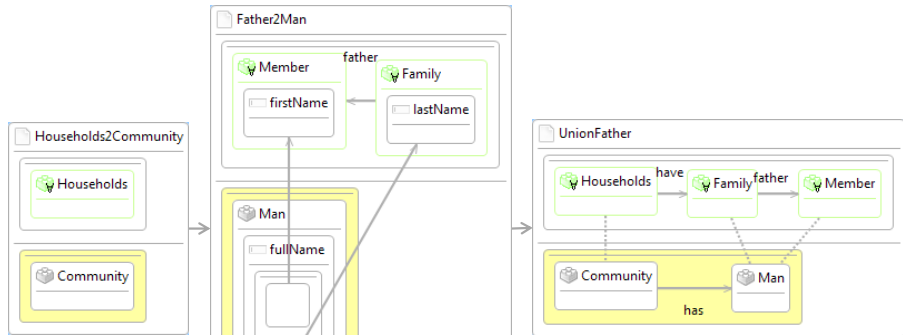 Households2Community
Households
Community
Father2Man
father
Member
Family
firstName
lastName
Man
fullName
UnionFather
Households
have
Family
father
Member
Community
Man
has